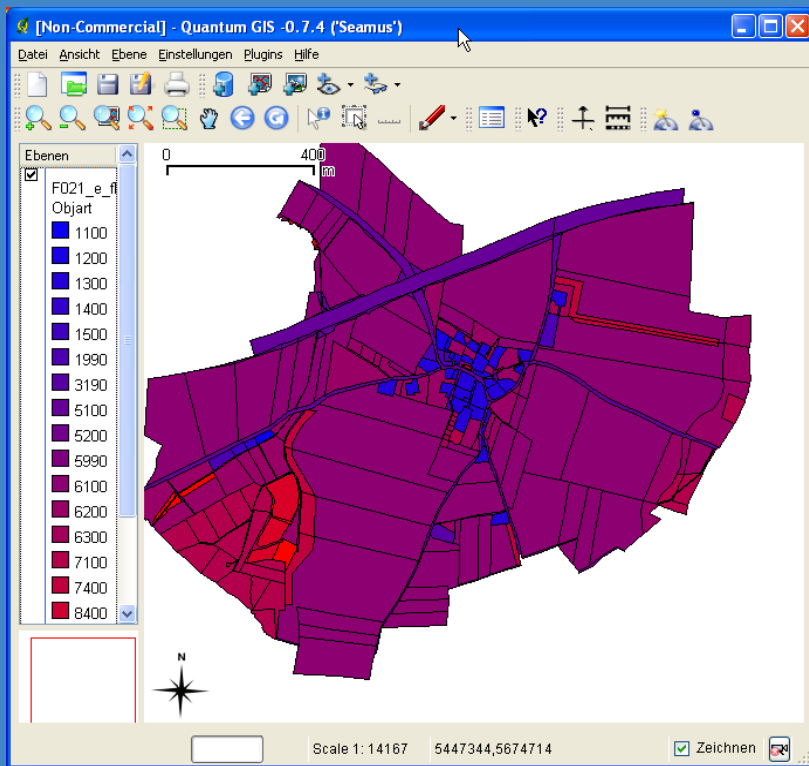 [Non-Commercial] - Quantum GIS -0.7.4 ('Seamus')
Datei Ansicht Ebene Einstellungen Plugins Hilfe
Ebenen
0 400
m
F021_e_fl
Objart
1100
1200
1300
1400
1500
1990
3190
5100
5200
5990
6100
6200
6300
7100
7400
8400
N
Scale 1: 14167 5447344,5674714 Zeichnen